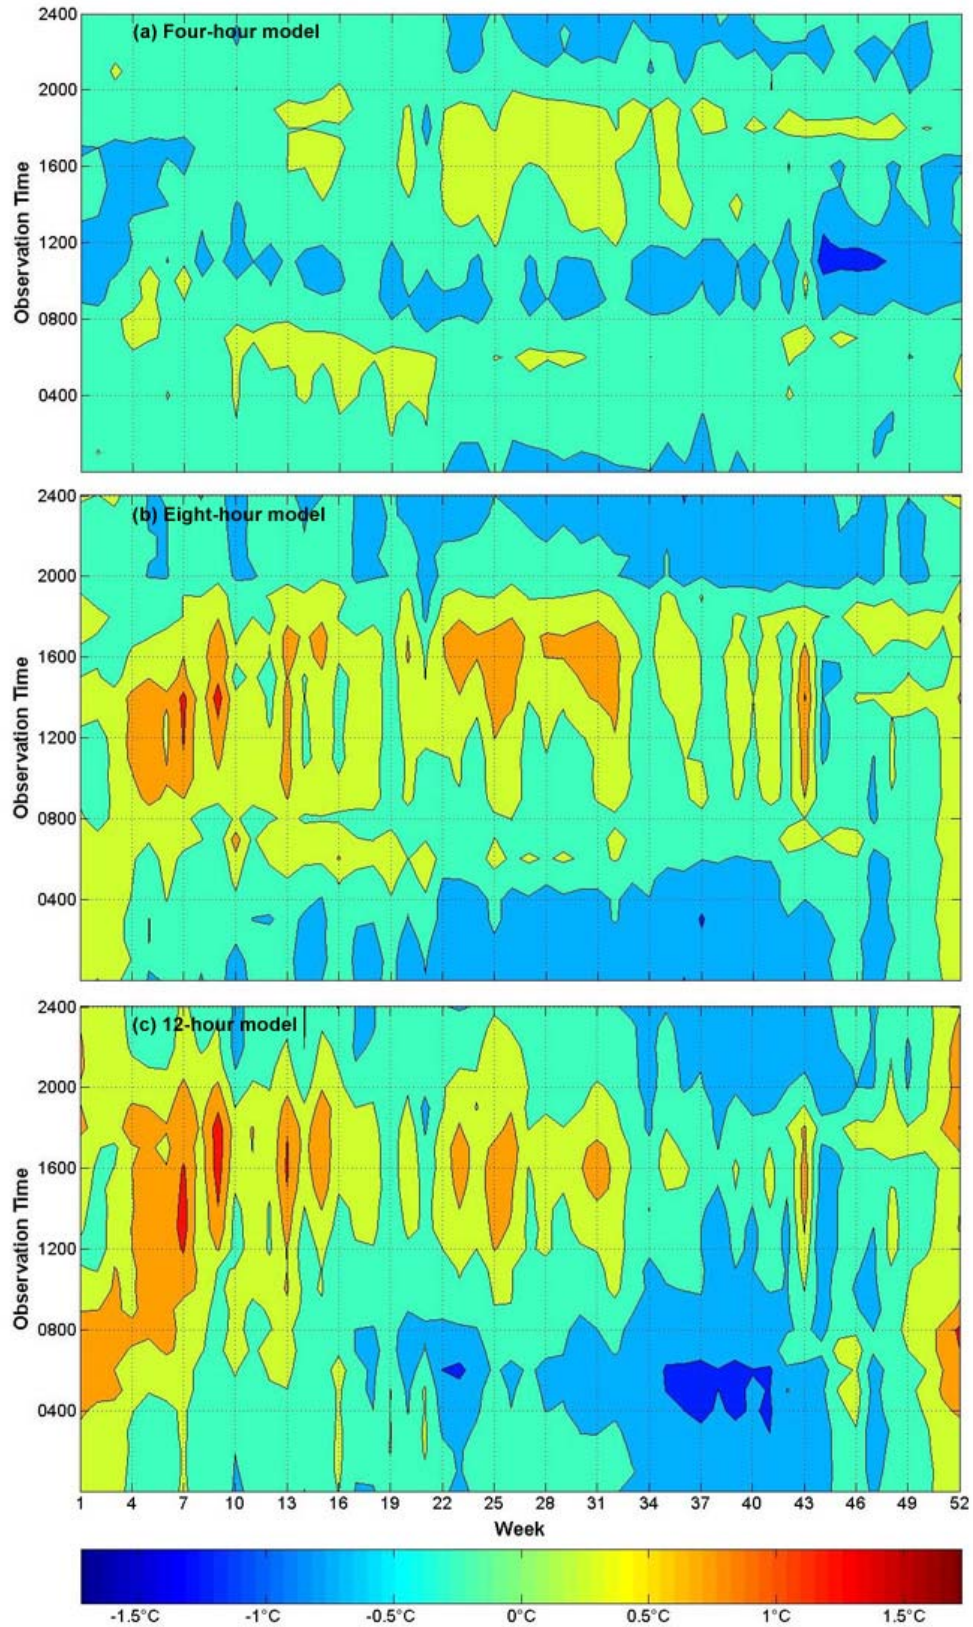 2400
(a) Four-hour model
2000
1600
1200
0800
0400
Observation Time
2400
(b) Eight-hour model
2000
1600
1200
0800
0400
Observation Time
2400
(c) 12-hour model
2000
1600
1200
0800
0400
Observation Time
1 4 7 10 13 16 19 22 25 28 31 34 37 40 43 46 49 52
Week
-1.5°C -1°C -0.5°C 0°C 0.5°C 1°C 1.5°C